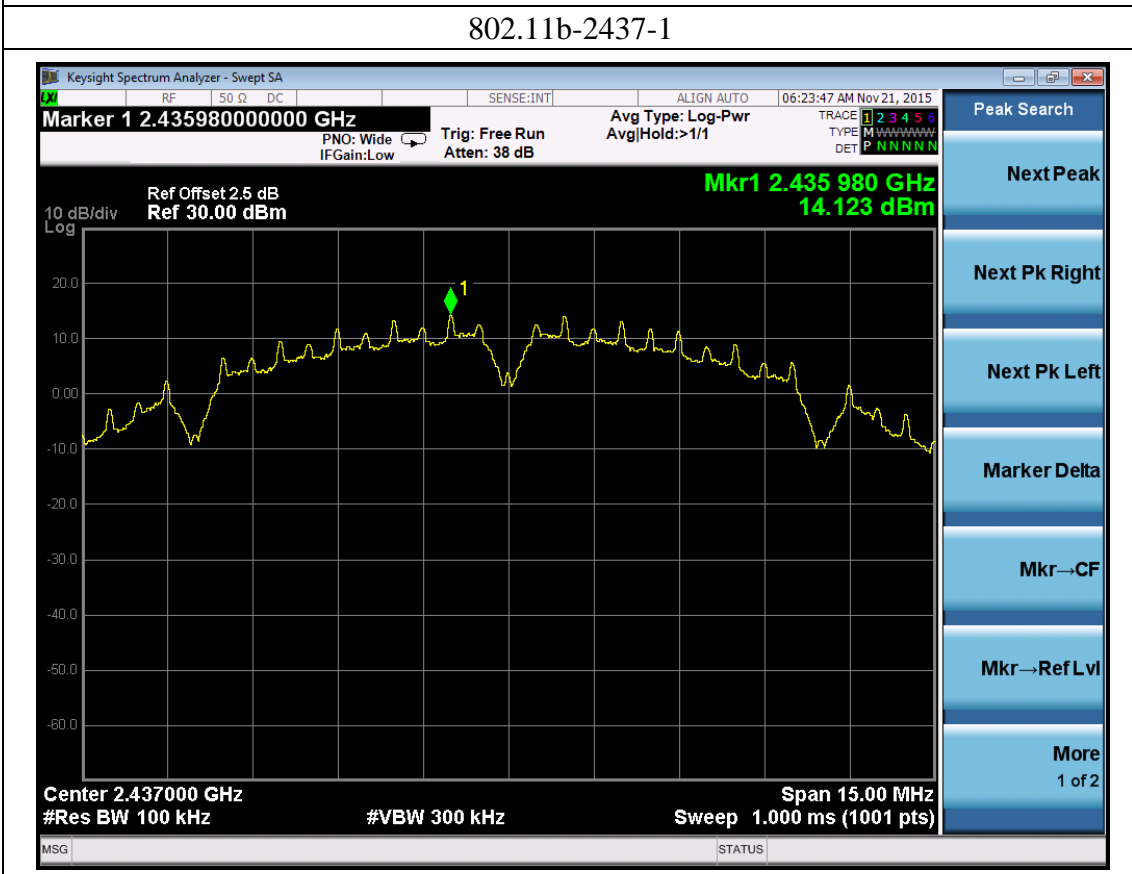 802.11b-2437-1
Keysight Spectrum Analyzer - Swept SA
LXI RF 50 Ω DC SENSE:INT ALIGN AUTO 06:23:47 AM Nov 21, 2015
Marker 1 2.435980000000 GHz
PNO: Wide
IFGain:Low
Trig: Free Run
Atten: 38 dB
Avg Type: Log-Pwr
Avg|Hold:>1/1
TRACE 1 2 3 4 5 6
TYPE M WWWWW
DET P N N N N N
Mkr1 2.435 980 GHz
14.123 dBm
Ref Offset 2.5 dB
10 dB/div Ref 30.00 dBm
Log
20.0
10.0
0.00
-10.0
-20.0
-30.0
-40.0
-50.0
-60.0
1
Center 2.437000 GHz Span 15.00 MHz
#Res BW 100 kHz #VBW 300 kHz Sweep 1.000 ms (1001 pts)
MSG STATUS
Peak Search
Next Peak
Next Pk Right
Next Pk Left
Marker Delta
Mkr→CF
Mkr→Ref Lvl
More
1 of 2